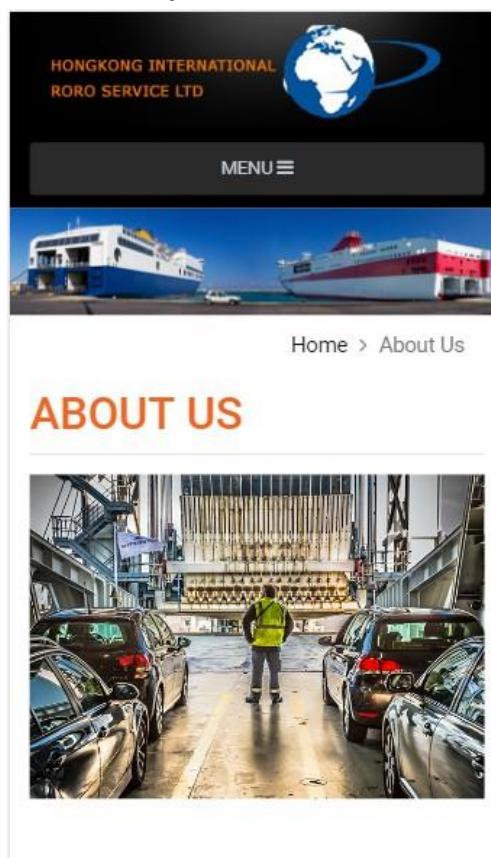 HONGKONG INTERNATIONAL
RORO SERVICE LTD
MENU
Home > About Us
ABOUT US